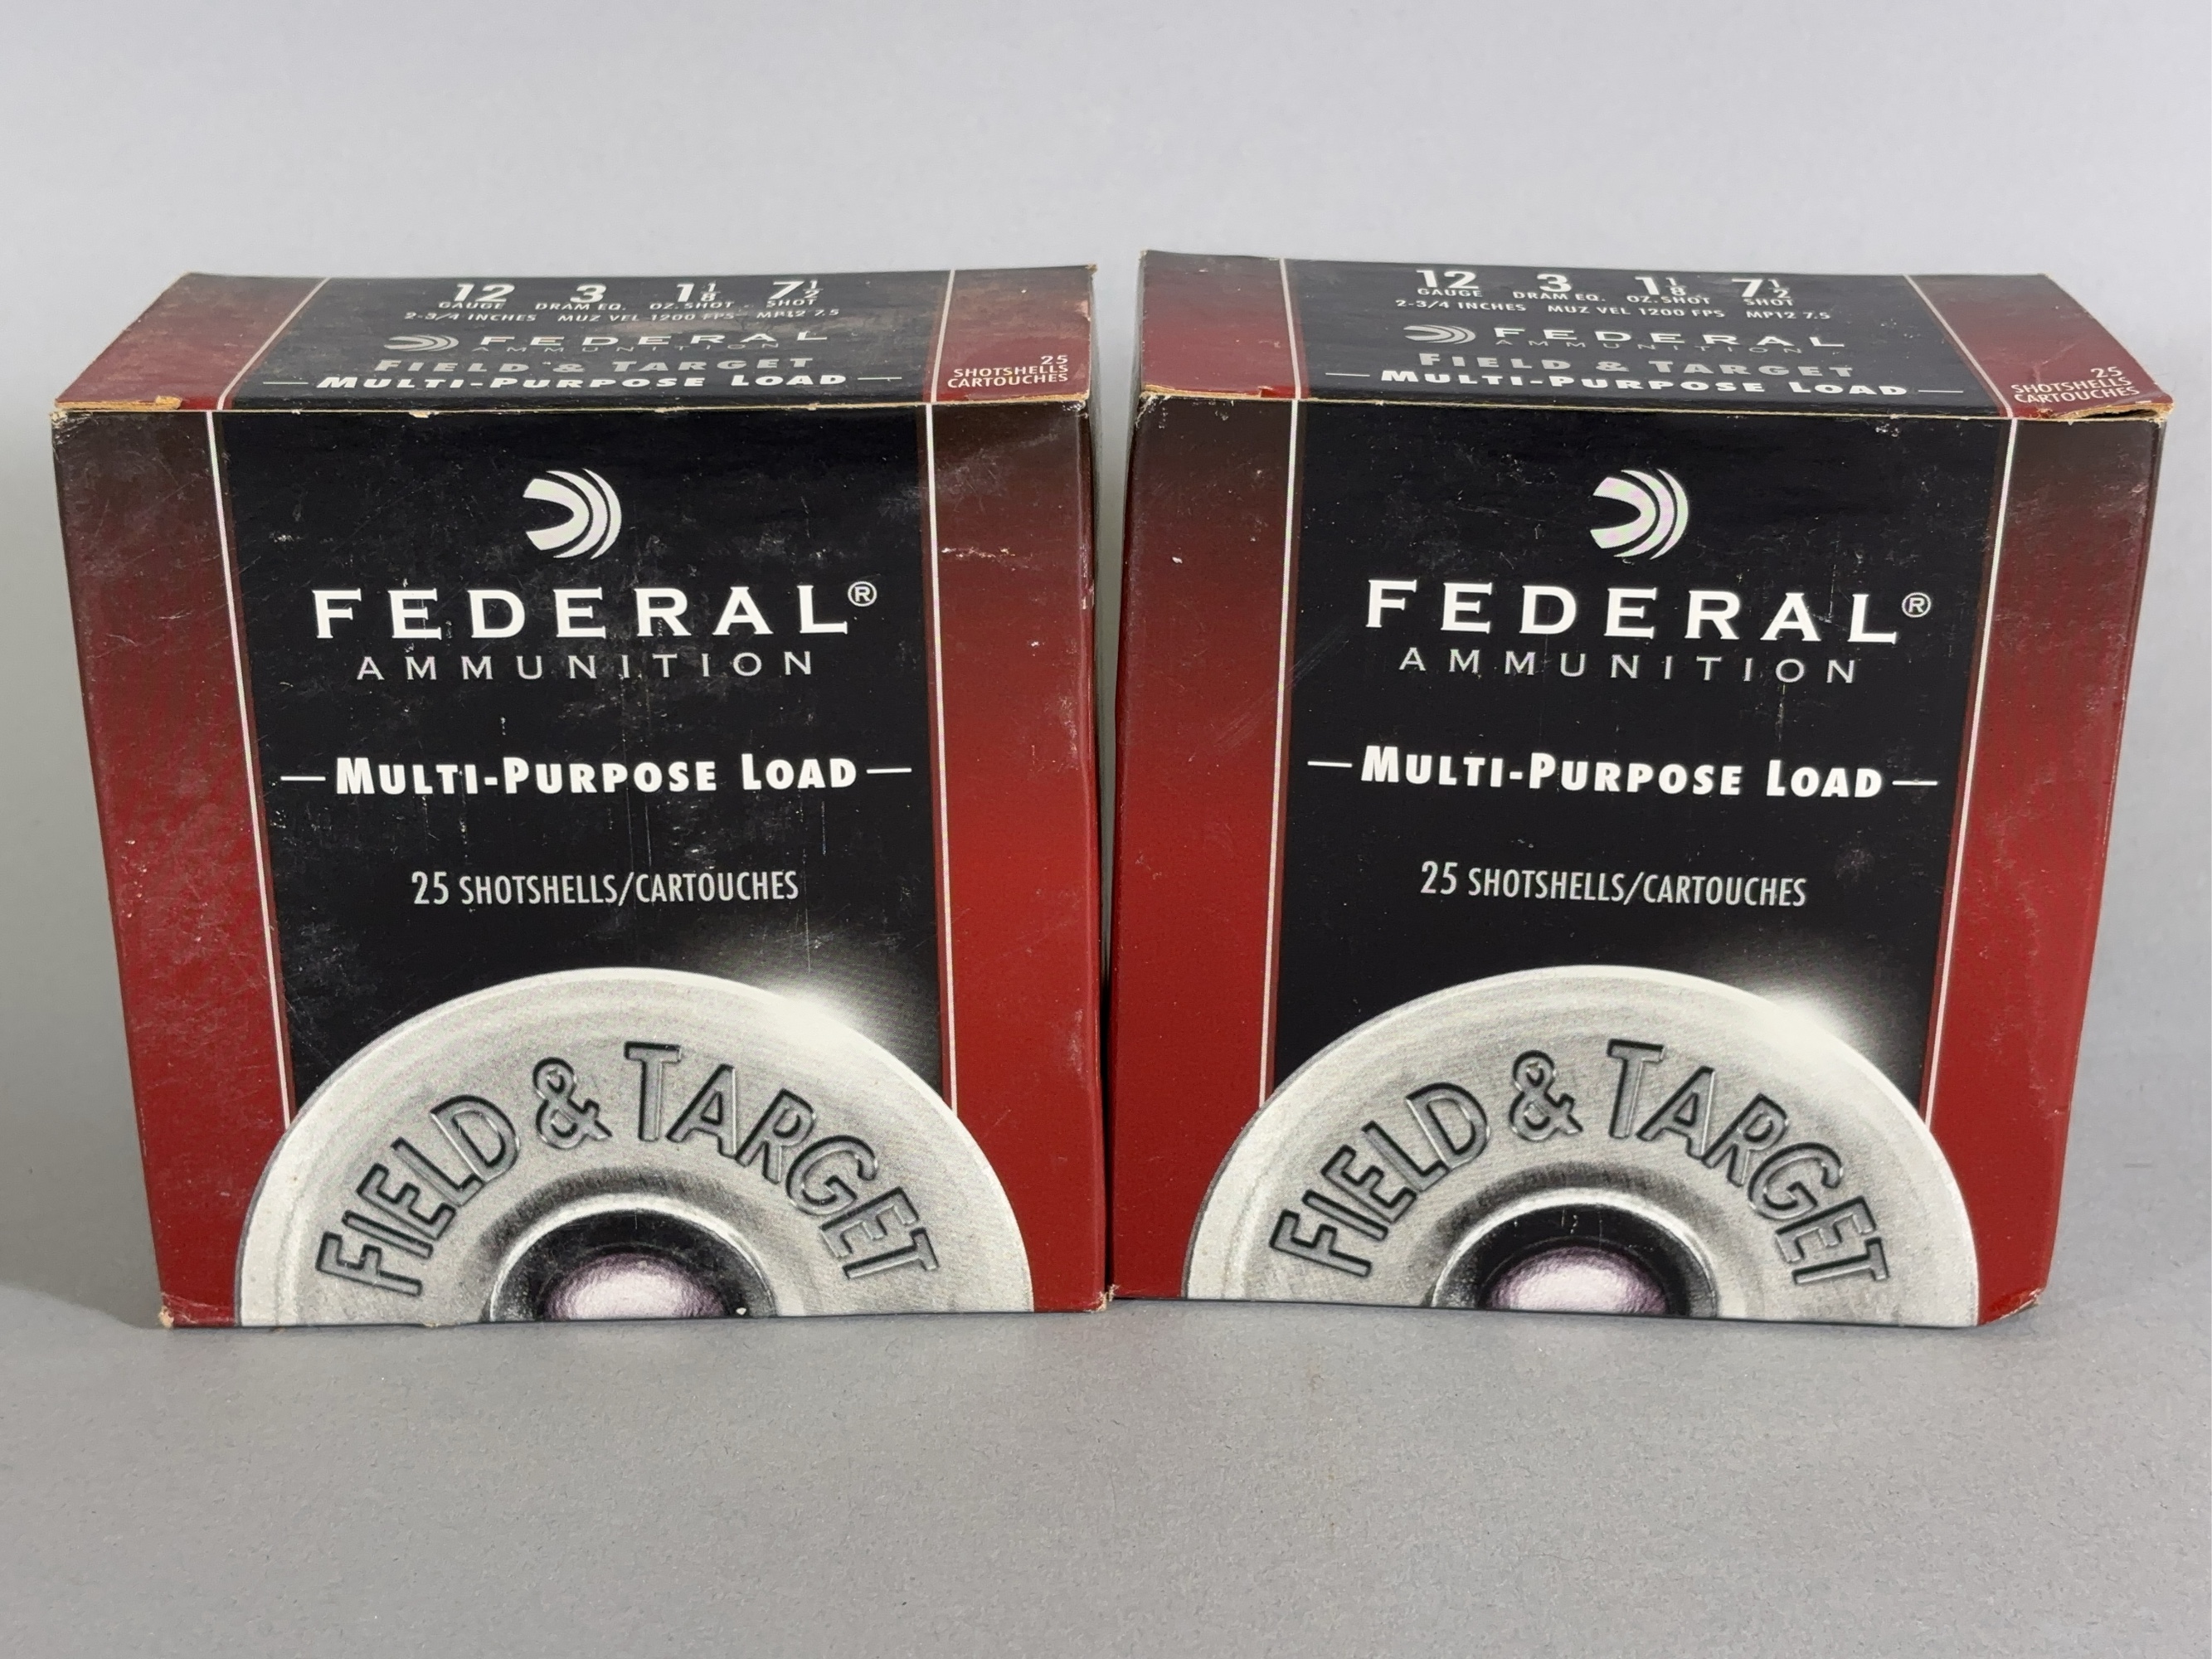 12 3 1 1/8 7 1/2
GAUGE DRAM EQ. OZ. SHOT SHOT
2-3/4 INCHES MUZ VEL 1200 FPS MP12 7.5
FEDERAL
AMMUNITION
FIELD & TARGET
MULTI-PURPOSE LOAD
25
SHOTSHELLS
CARTOUCHES
FEDERAL®
AMMUNITION
MULTI-PURPOSE LOAD
25 SHOTSHELLS/CARTOUCHES
FIELD & TARGET
12 3 1 1/8 7 1/2
GAUGE DRAM EQ. OZ. SHOT SHOT
2-3/4 INCHES MUZ VEL 1200 FPS MP12 7.5
FEDERAL
AMMUNITION
FIELD & TARGET
MULTI-PURPOSE LOAD
25
SHOTSHELLS
CARTOUCHES
FEDERAL®
AMMUNITION
MULTI-PURPOSE LOAD
25 SHOTSHELLS/CARTOUCHES
FIELD & TARGET